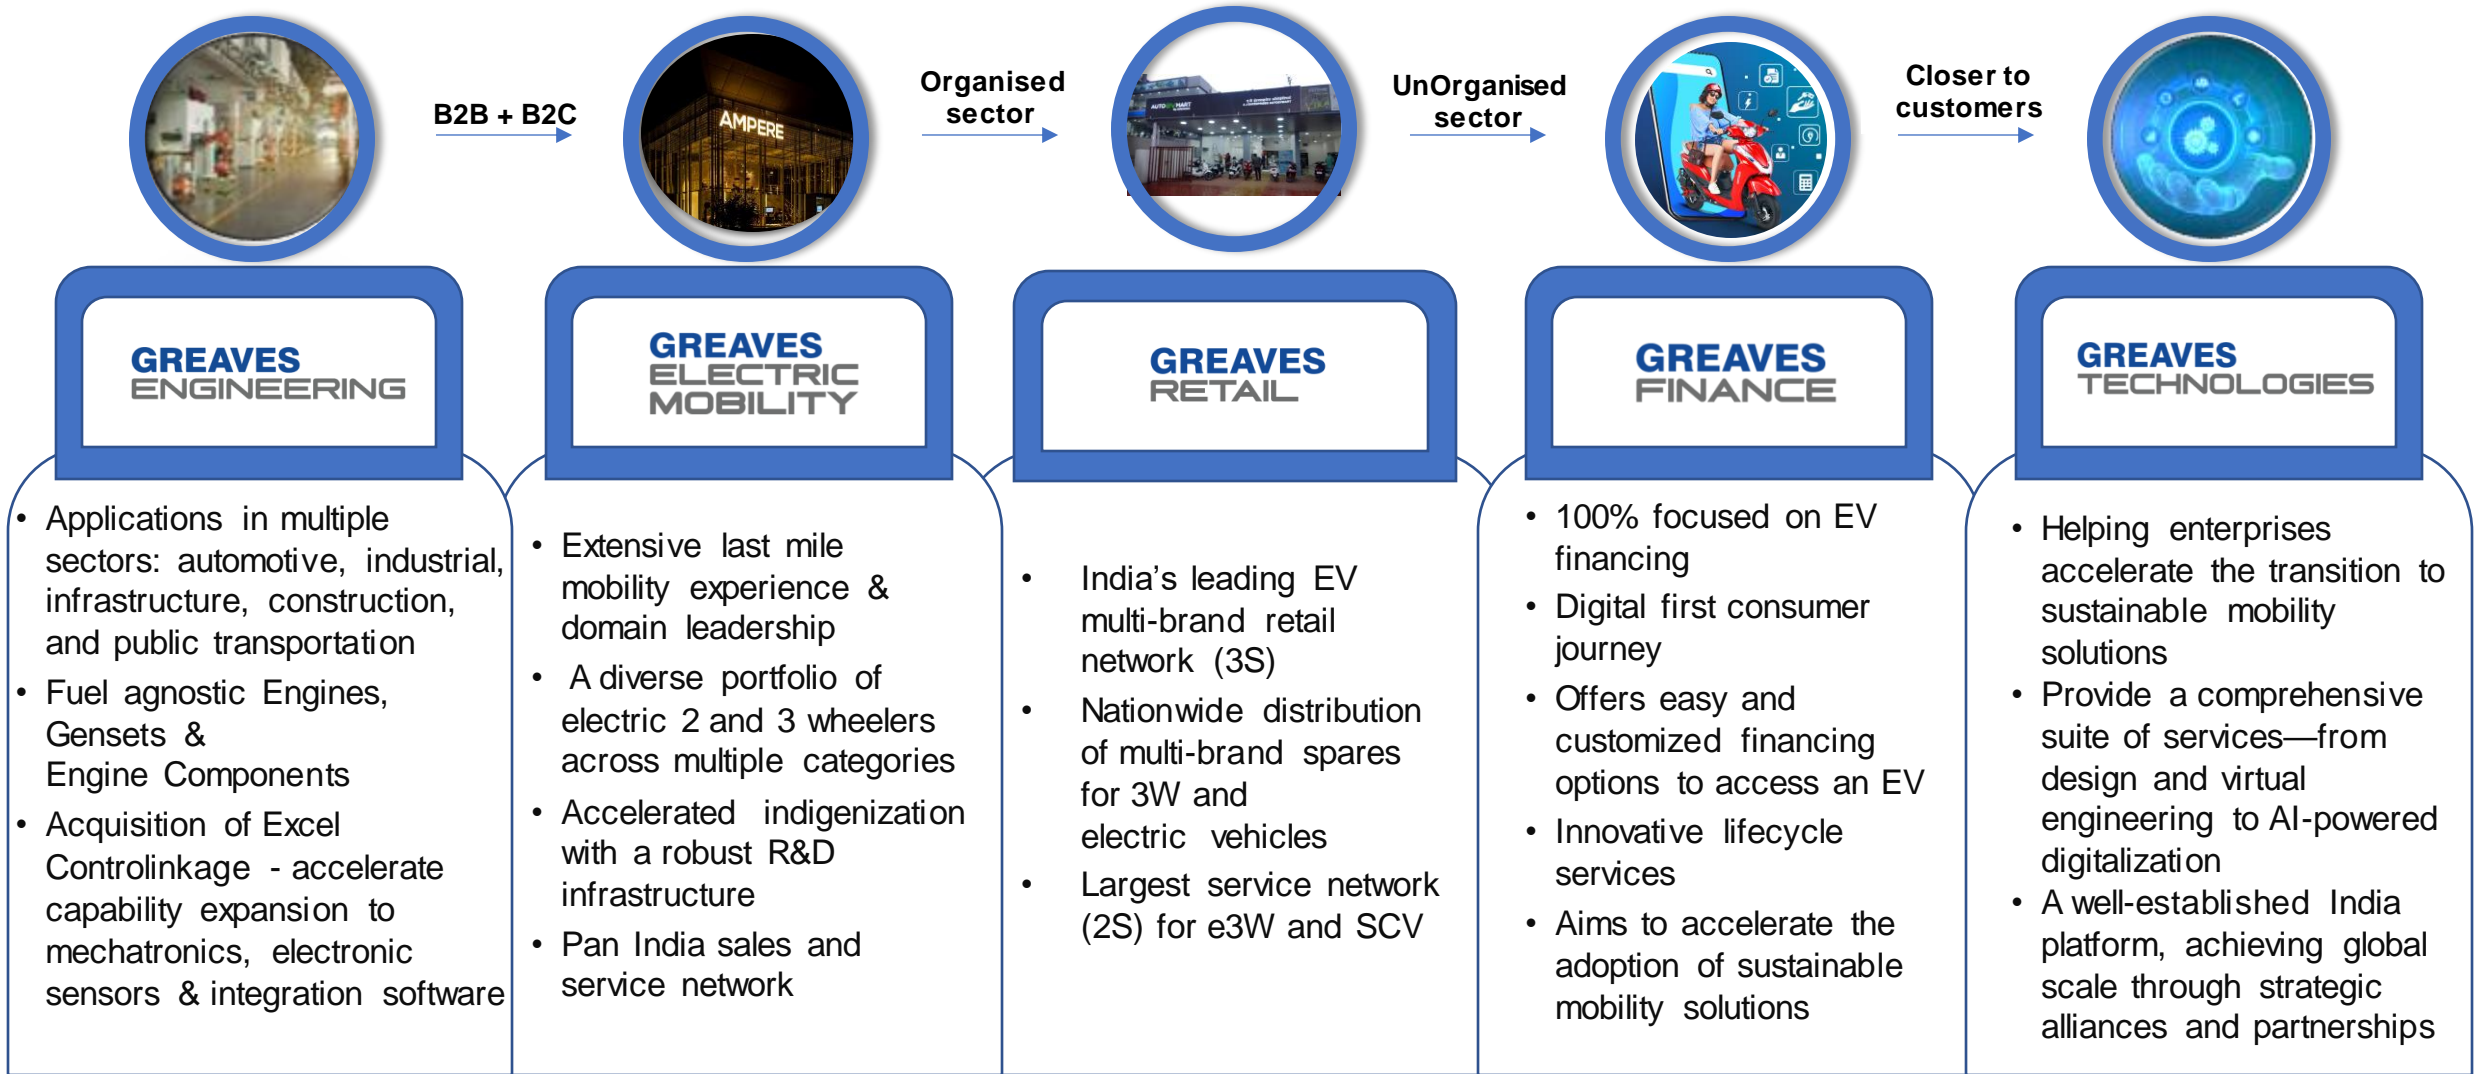 B2B + B2C
Organised
sector
UnOrganised
sector
Closer to
customers
AMPERE
GREAVES
ENGINEERING
• Applications in multiple
sectors: automotive, industrial,
infrastructure, construction,
and public transportation
• Fuel agnostic Engines,
Gensets &
Engine Components
• Acquisition of Excel
Controlinkage - accelerate
capability expansion to
mechatronics, electronic
sensors & integration software
GREAVES
ELECTRIC
MOBILITY
• Extensive last mile
mobility experience &
domain leadership
• A diverse portfolio of
electric 2 and 3 wheelers
across multiple categories
• Accelerated indigenization
with a robust R&D
infrastructure
• Pan India sales and
service network
GREAVES
RETAIL
• India’s leading EV
multi-brand retail
network (3S)
• Nationwide distribution
of multi-brand spares
for 3W and
electric vehicles
• Largest service network
(2S) for e3W and SCV
GREAVES
FINANCE
• 100% focused on EV
financing
• Digital first consumer
journey
• Offers easy and
customized financing
options to access an EV
• Innovative lifecycle
services
• Aims to accelerate the
adoption of sustainable
mobility solutions
GREAVES
TECHNOLOGIES
• Helping enterprises
accelerate the transition to
sustainable mobility
solutions
• Provide a comprehensive
suite of services—from
design and virtual
engineering to AI-powered
digitalization
• A well-established India
platform, achieving global
scale through strategic
alliances and partnerships